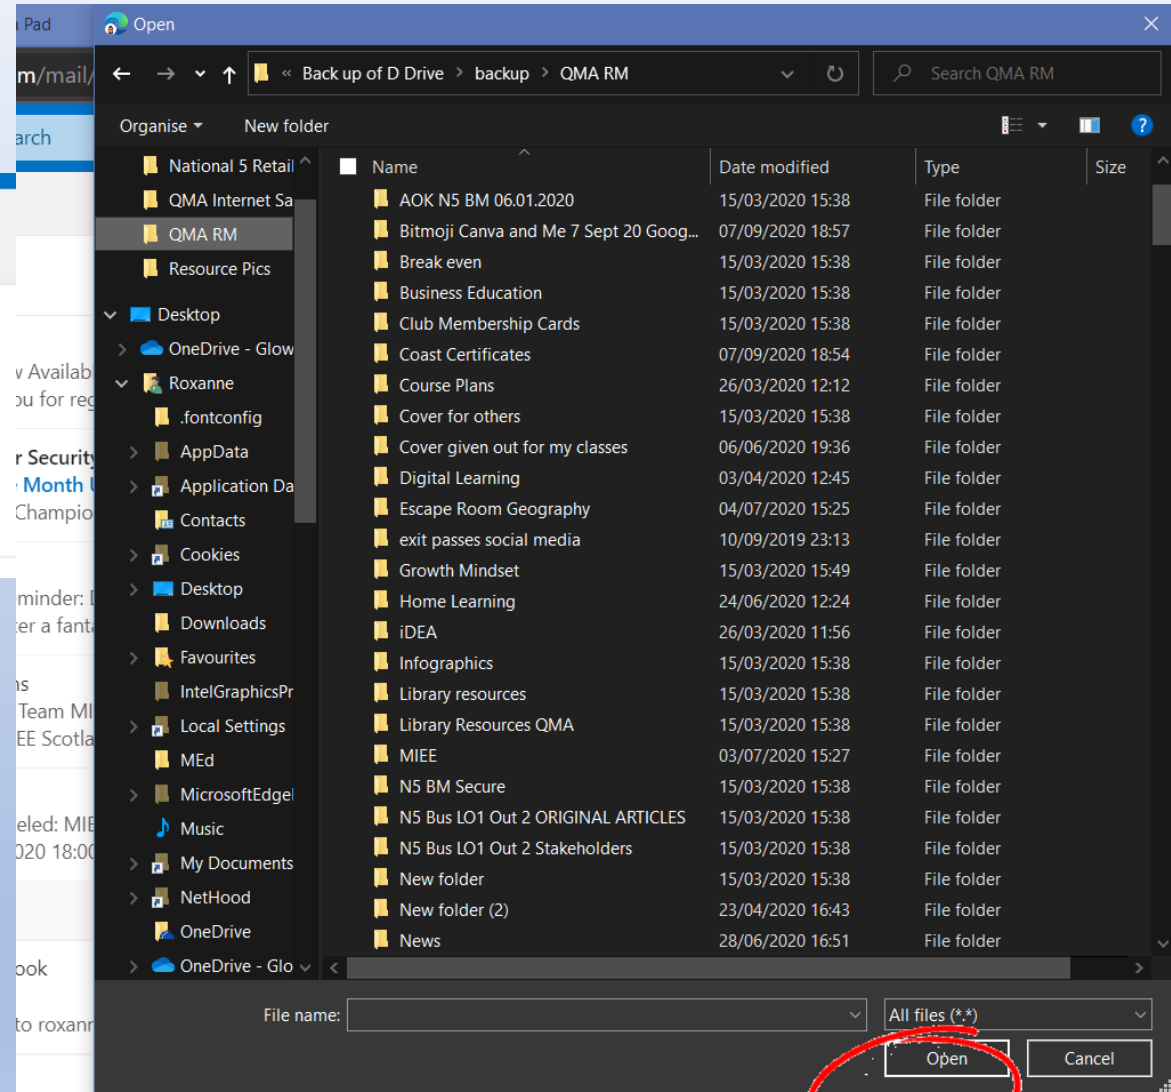 Pad
Open
m/mail/
« Back up of D Drive > backup > QMA RM
Search QMA RM
arch
Organise
New folder
National 5 Retail
QMA Internet Sa
QMA RM
Resource Pics
Desktop
OneDrive - Glow
Roxanne
.fontconfig
AppData
Application Da
Contacts
Cookies
Desktop
Downloads
Favourites
IntelGraphicsPr
Local Settings
MEd
MicrosoftEdgeI
Music
My Documents
NetHood
OneDrive
OneDrive - Glo
Name Date modified Type Size
AOK N5 BM 06.01.2020 15/03/2020 15:38 File folder
Bitmoji Canva and Me 7 Sept 20 Goog... 07/09/2020 18:57 File folder
Break even 15/03/2020 15:38 File folder
Business Education 15/03/2020 15:38 File folder
Club Membership Cards 15/03/2020 15:38 File folder
Coast Certificates 07/09/2020 18:54 File folder
Course Plans 26/03/2020 12:12 File folder
Cover for others 15/03/2020 15:38 File folder
Cover given out for my classes 06/06/2020 19:36 File folder
Digital Learning 03/04/2020 12:45 File folder
Escape Room Geography 04/07/2020 15:25 File folder
exit passes social media 10/09/2019 23:13 File folder
Growth Mindset 15/03/2020 15:49 File folder
Home Learning 24/06/2020 12:24 File folder
iDEA 26/03/2020 11:56 File folder
Infographics 15/03/2020 15:38 File folder
Library resources 15/03/2020 15:38 File folder
Library Resources QMA 15/03/2020 15:38 File folder
MIEE 03/07/2020 15:27 File folder
N5 BM Secure 15/03/2020 15:38 File folder
N5 Bus LO1 Out 2 ORIGINAL ARTICLES 15/03/2020 15:38 File folder
N5 Bus LO1 Out 2 Stakeholders 15/03/2020 15:38 File folder
New folder 15/03/2020 15:38 File folder
New folder (2) 23/04/2020 16:43 File folder
News 28/06/2020 16:51 File folder
w Availab
ou for reg
r Security
Month U
Champio
minder: D
ter a fanta
ns
Team MI
EE Scotla
eled: MIE
020 18:00
ook
to roxann
File name:
All files (*.*)
Open
Cancel